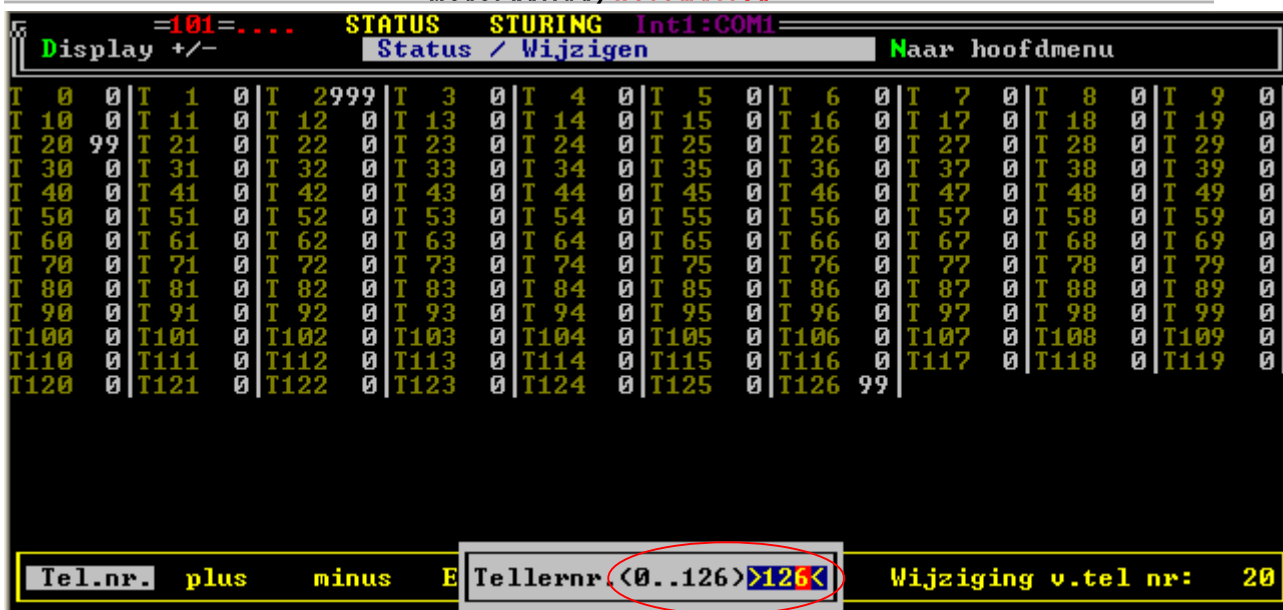 =101=.... STATUS STURING Int1:COM1
Display +/- Status / Wijzigen Naar hoofdmenu
T 0 0 T 1 0 T 2999 T 3 0 T 4 0 T 5 0 T 6 0 T 7 0 T 8 0 T 9 0
T 10 0 T 11 0 T 12 0 T 13 0 T 14 0 T 15 0 T 16 0 T 17 0 T 18 0 T 19 0
T 20 99 T 21 0 T 22 0 T 23 0 T 24 0 T 25 0 T 26 0 T 27 0 T 28 0 T 29 0
T 30 0 T 31 0 T 32 0 T 33 0 T 34 0 T 35 0 T 36 0 T 37 0 T 38 0 T 39 0
T 40 0 T 41 0 T 42 0 T 43 0 T 44 0 T 45 0 T 46 0 T 47 0 T 48 0 T 49 0
T 50 0 T 51 0 T 52 0 T 53 0 T 54 0 T 55 0 T 56 0 T 57 0 T 58 0 T 59 0
T 60 0 T 61 0 T 62 0 T 63 0 T 64 0 T 65 0 T 66 0 T 67 0 T 68 0 T 69 0
T 70 0 T 71 0 T 72 0 T 73 0 T 74 0 T 75 0 T 76 0 T 77 0 T 78 0 T 79 0
T 80 0 T 81 0 T 82 0 T 83 0 T 84 0 T 85 0 T 86 0 T 87 0 T 88 0 T 89 0
T 90 0 T 91 0 T 92 0 T 93 0 T 94 0 T 95 0 T 96 0 T 97 0 T 98 0 T 99 0
T100 0 T101 0 T102 0 T103 0 T104 0 T105 0 T106 0 T107 0 T108 0 T109 0
T110 0 T111 0 T112 0 T113 0 T114 0 T115 0 T116 0 T117 0 T118 0 T119 0
T120 0 T121 0 T122 0 T123 0 T124 0 T125 0 T126 99
Tel.nr. plus minus E Tellernr.(0..126)>126< Wijziging v.tel nr: 20